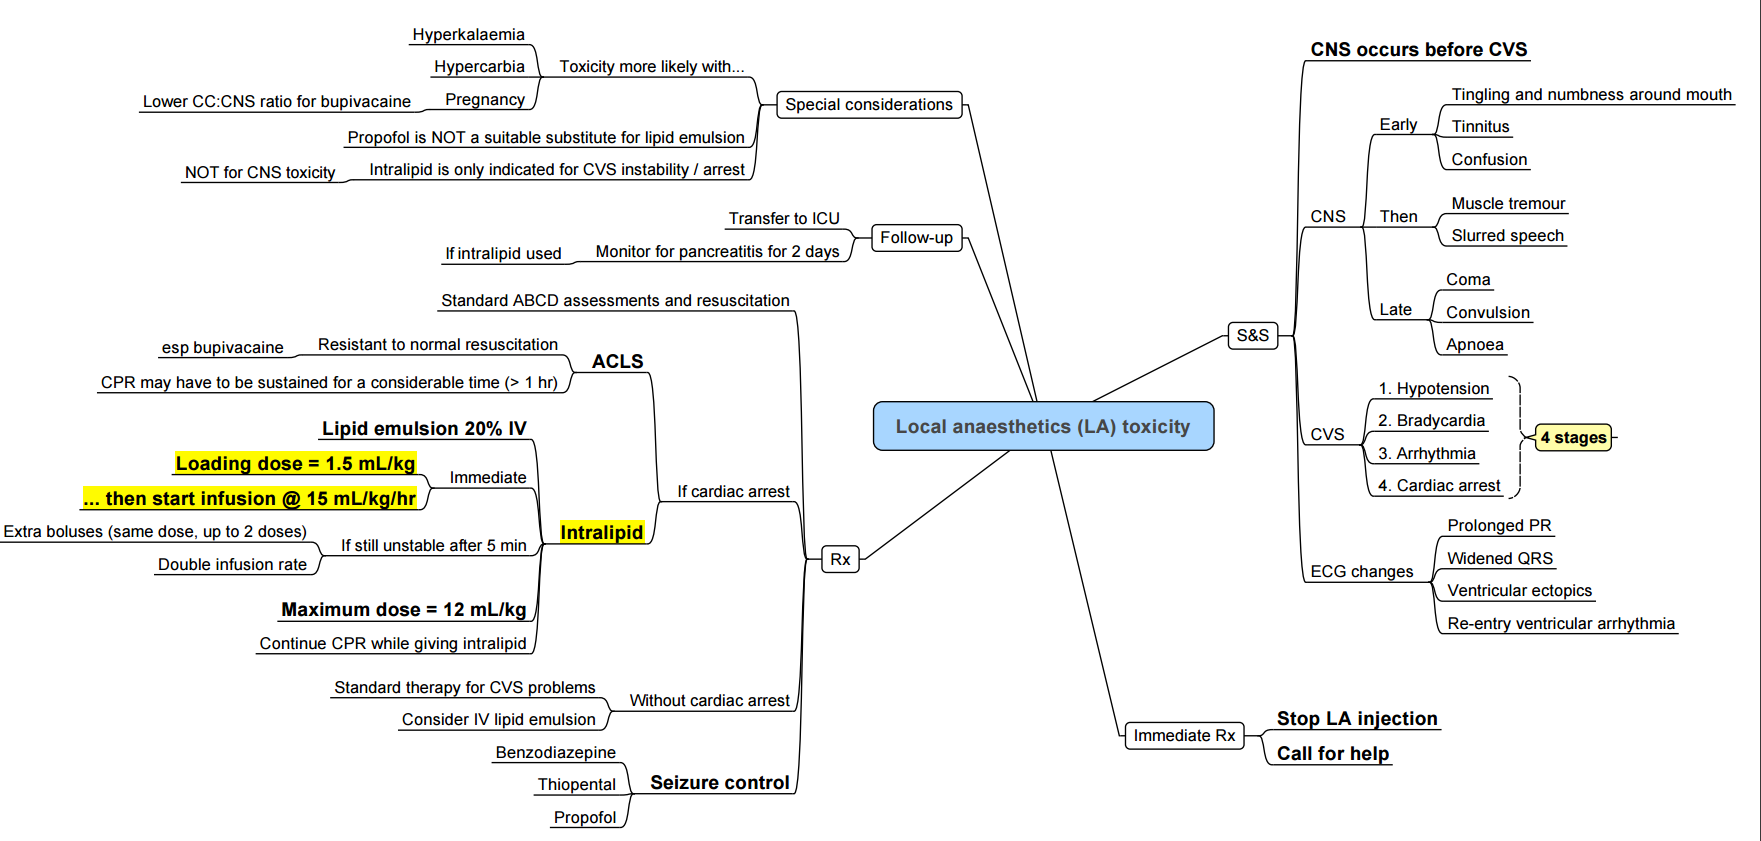 Local anaesthetics (LA) toxicity
S&S
CNS occurs before CVS
CNS
Early
Tingling and numbness around mouth
Tinnitus
Confusion
Then
Muscle tremour
Slurred speech
Late
Coma
Convulsion
Apnoea
CVS
1. Hypotension
2. Bradycardia
3. Arrhythmia
4. Cardiac arrest
4 stages
ECG changes
Prolonged PR
Widened QRS
Ventricular ectopics
Re-entry ventricular arrhythmia
Immediate Rx
Stop LA injection
Call for help
Special considerations
Toxicity more likely with...
Hyperkalaemia
Hypercarbia
Pregnancy
Lower CC:CNS ratio for bupivacaine
Propofol is NOT a suitable substitute for lipid emulsion
Intralipid is only indicated for CVS instability / arrest
NOT for CNS toxicity
Follow-up
Transfer to ICU
Monitor for pancreatitis for 2 days
If intralipid used
Rx
Standard ABCD assessments and resuscitation
If cardiac arrest
ACLS
Resistant to normal resuscitation
esp bupivacaine
CPR may have to be sustained for a considerable time (> 1 hr)
Intralipid
Lipid emulsion 20% IV
Immediate
Loading dose = 1.5 mL/kg
... then start infusion @ 15 mL/kg/hr
If still unstable after 5 min
Extra boluses (same dose, up to 2 doses)
Double infusion rate
Maximum dose = 12 mL/kg
Continue CPR while giving intralipid
Without cardiac arrest
Standard therapy for CVS problems
Consider IV lipid emulsion
Seizure control
Benzodiazepine
Thiopental
Propofol